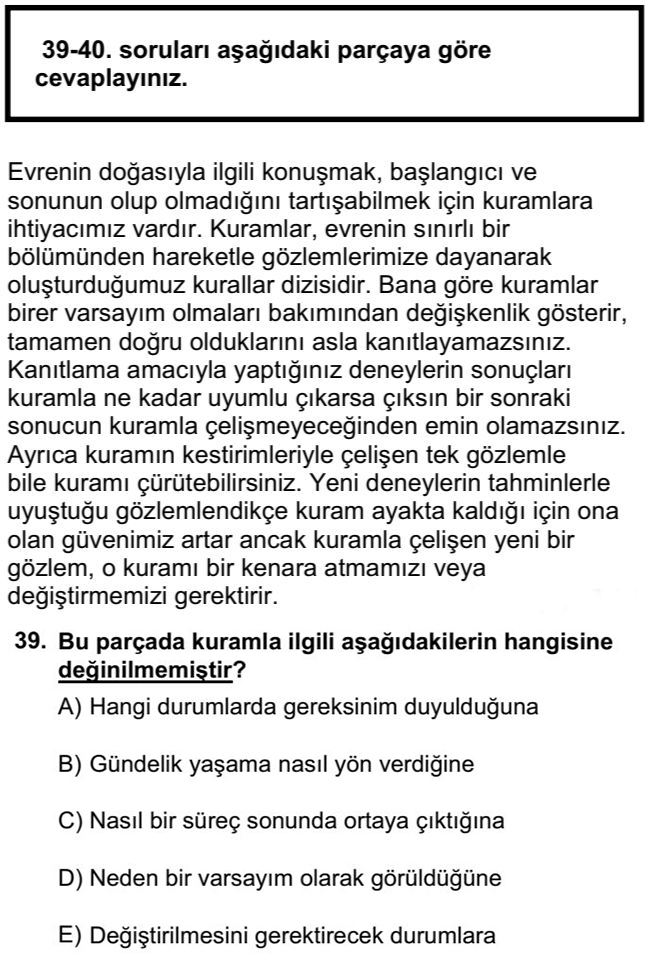 39-40. soruları aşağıdaki parçaya göre
cevaplayınız.
Evrenin doğasıyla ilgili konuşmak, başlangıcı ve
sonunun olup olmadığını tartışabilmek için kuramlara
ihtiyacımız vardır. Kuramlar, evrenin sınırlı bir
bölümünden hareketle gözlemlerimize dayanarak
oluşturduğumuz kurallar dizisidir. Bana göre kuramlar
birer varsayım olmaları bakımından değişkenlik gösterir,
tamamen doğru olduklarını asla kanıtlayamazsınız.
Kanıtlama amacıyla yaptığınız deneylerin sonuçları
kuramla ne kadar uyumlu çıkarsa çıksın bir sonraki
sonucun kuramla çelişmeyeceğinden emin olamazsınız.
Ayrıca kuramın kestirimleriyle çelişen tek gözlemle
bile kuramı çürütebilirsiniz. Yeni deneylerin tahminlerle
uyuştuğu gözlemlendikçe kuram ayakta kaldığı için ona
olan güvenimiz artar ancak kuramla çelişen yeni bir
gözlem, o kuramı bir kenara atmamızı veya
değiştirmemizi gerektirir.
39. Bu parçada kuramla ilgili aşağıdakilerin hangisine
değinilmemiştir?
A) Hangi durumlarda gereksinim duyulduğuna
B) Gündelik yaşama nasıl yön verdiğine
C) Nasıl bir süreç sonunda ortaya çıktığına
D) Neden bir varsayım olarak görüldüğüne
E) Değiştirilmesini gerektirecek durumlara